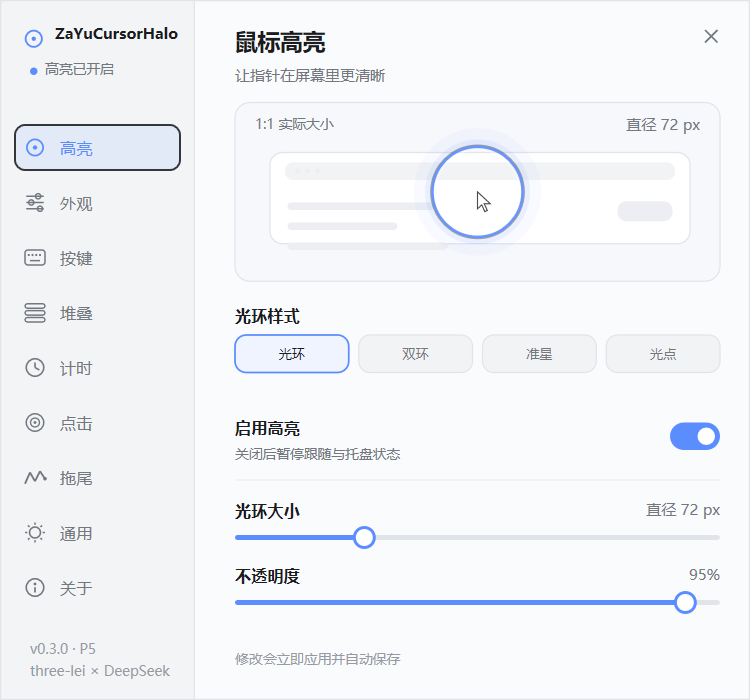 ZaYuCursorHalo
高亮已开启
高亮
外观
按键
堆叠
计时
点击
拖尾
通用
关于
v0.3.0 · P5
three-lei × DeepSeek
鼠标高亮
让指针在屏幕里更清晰
1:1 实际大小
直径 72 px
光环样式
光环
双环
准星
光点
启用高亮
关闭后暂停跟随与托盘状态
光环大小
直径 72 px
不透明度
95%
修改会立即应用并自动保存